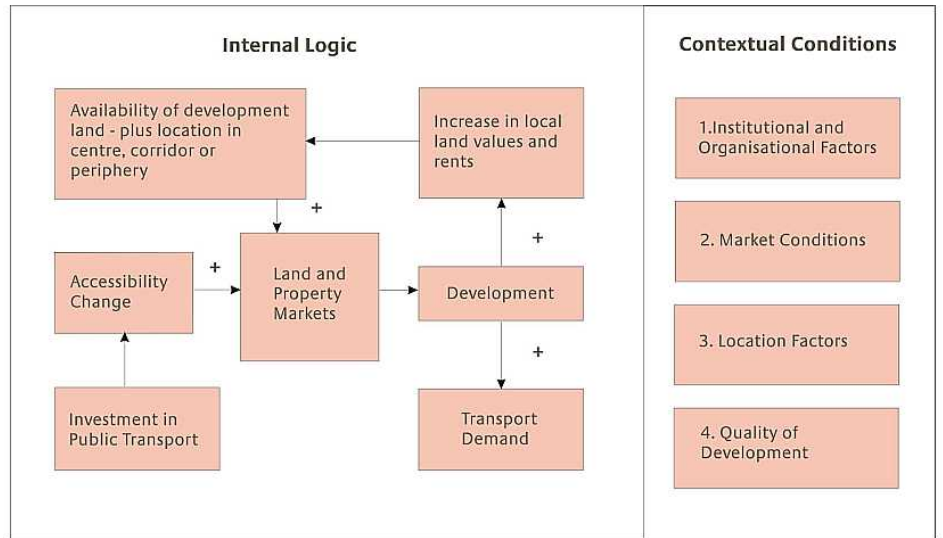 Internal Logic
Availability of development
land - plus location in
centre, corridor or
periphery
Increase in local
land values and
rents
+
+
+
Accessibility
Change
Land and
Property
Markets
Development
+
Investment in
Public Transport
Transport
Demand
Contextual Conditions
1.Institutional and
Organisational Factors
2. Market Conditions
3. Location Factors
4. Quality of
Development